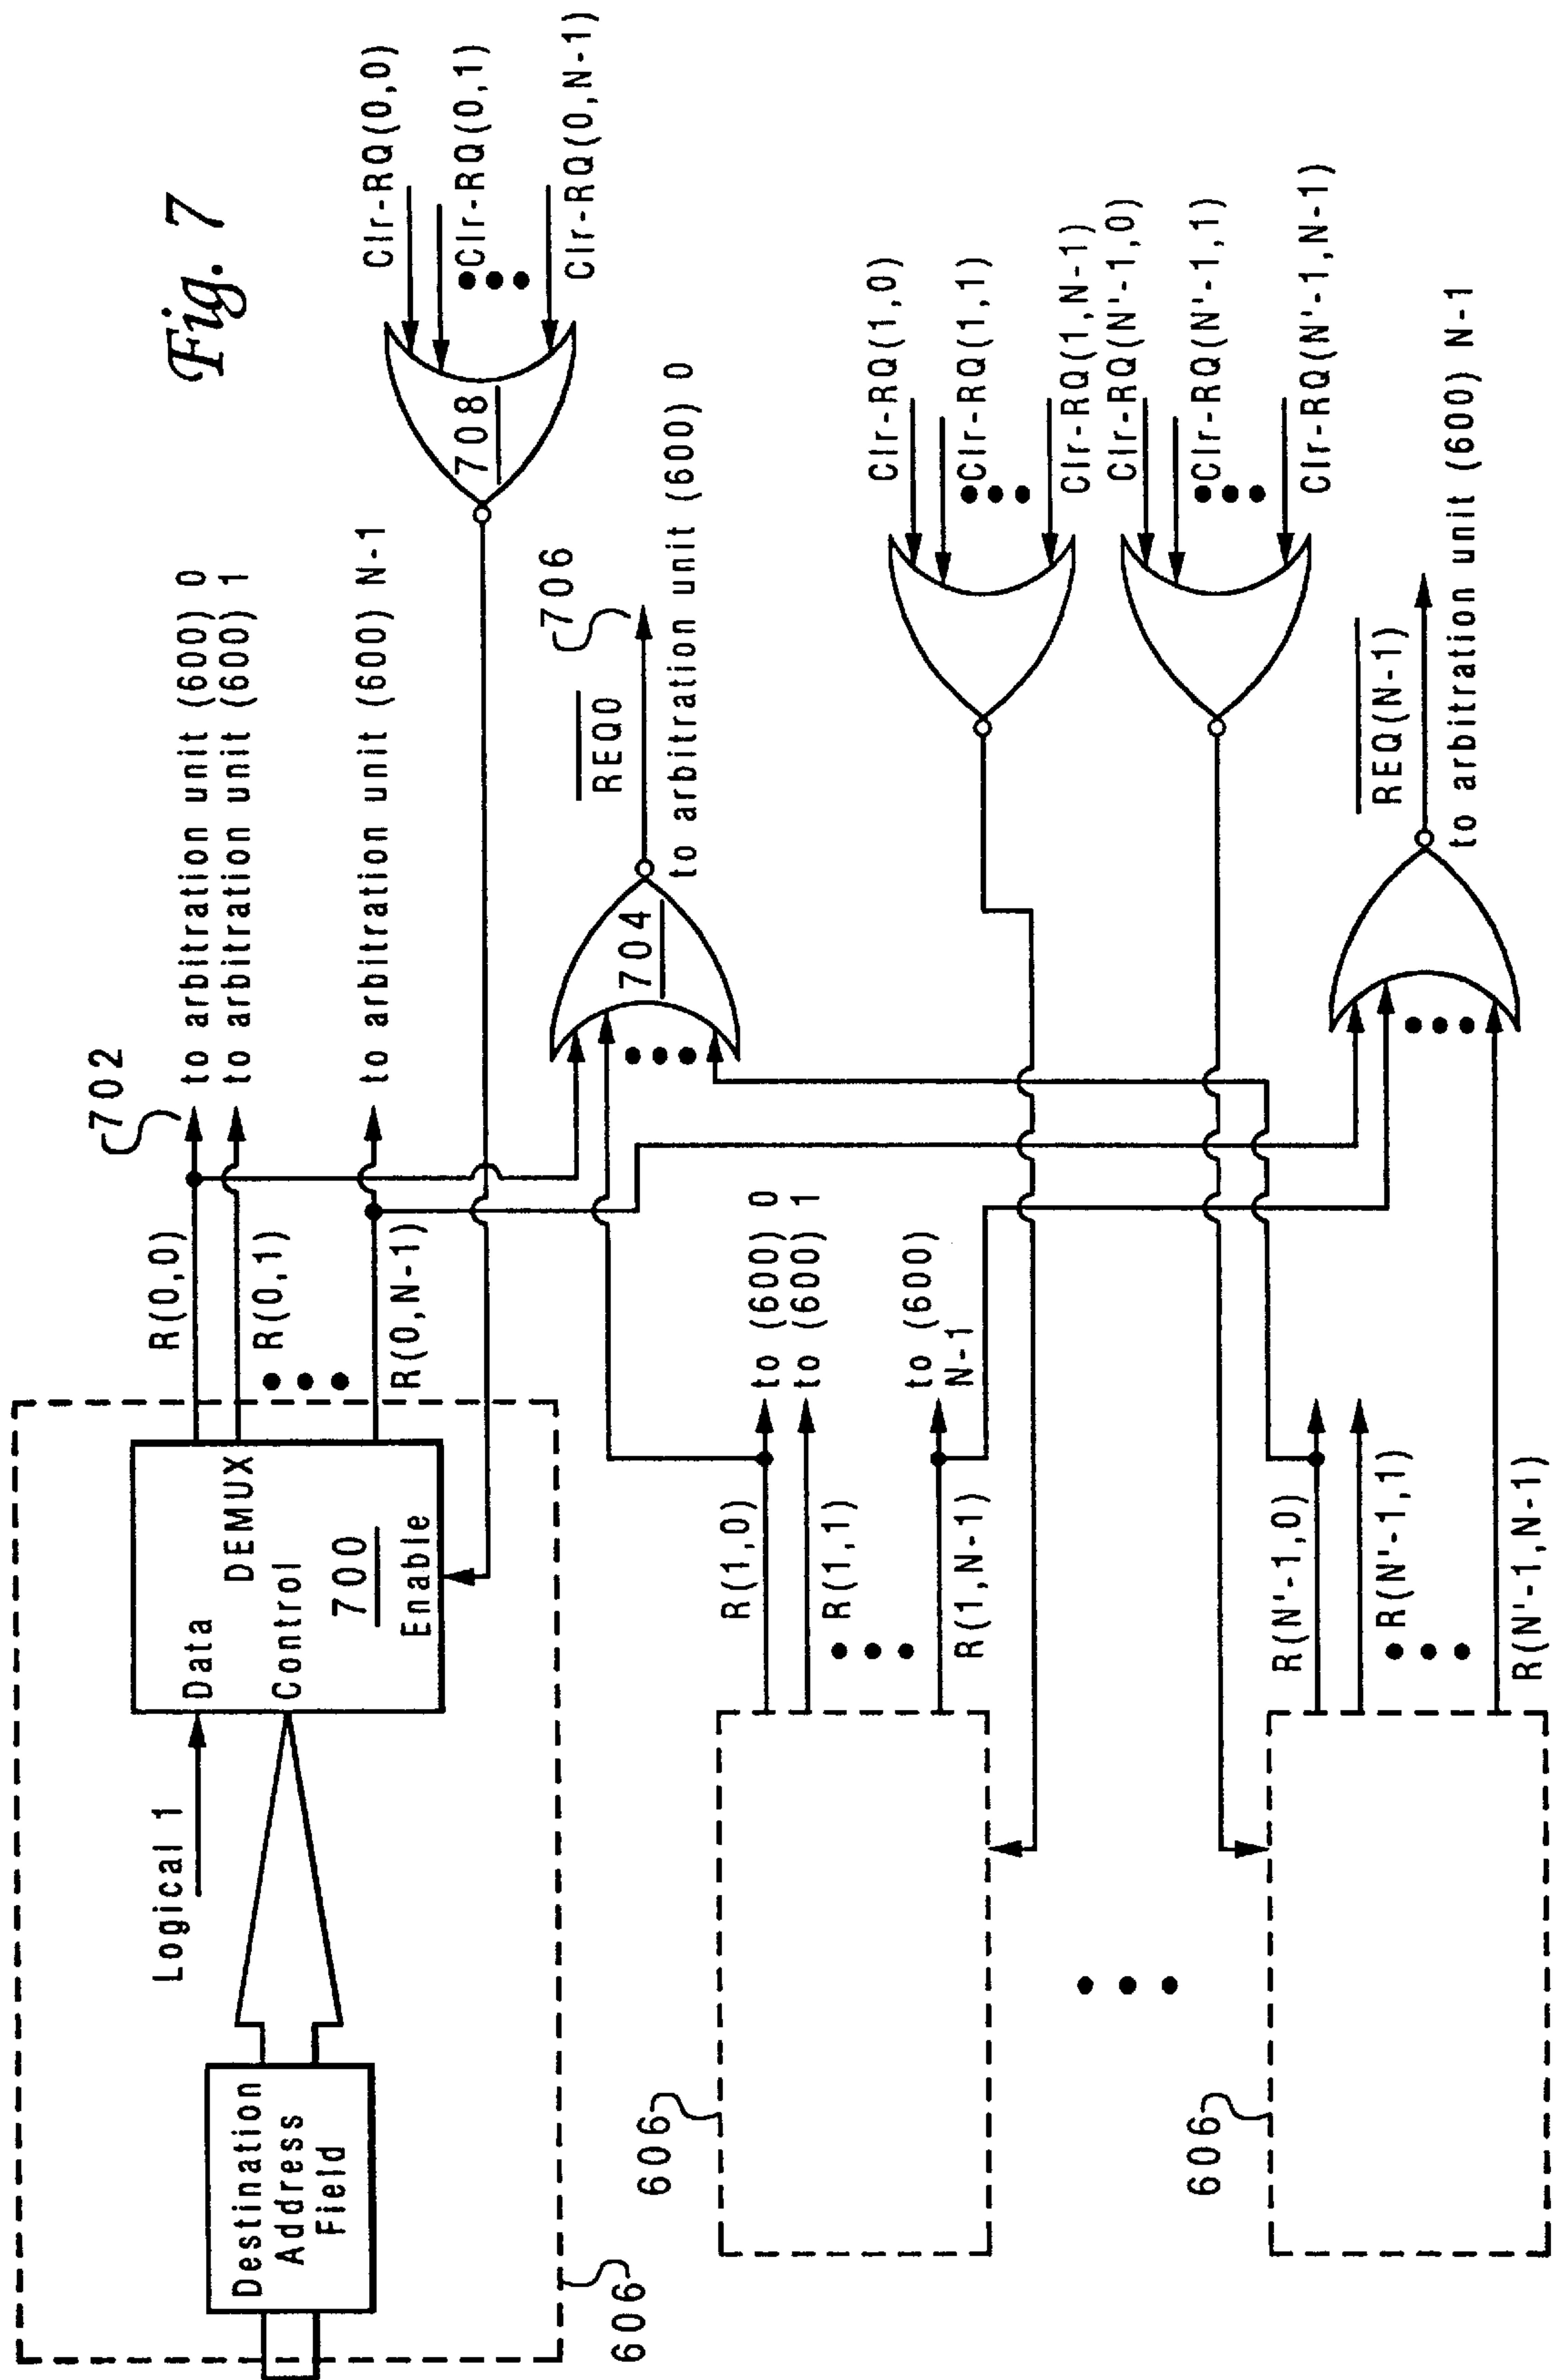 Fig. 7
Destination
Address
Field
606
Logical 1
Data
DEMUX
Control
700
Enable
R(0,0)
R(0,1)
R(0,N-1)
702
to arbitration unit (600) 0
to arbitration unit (600) 1
to arbitration unit (600) N-1
708
Clr-RQ(0,0)
Clr-RQ(0,1)
Clr-RQ(0,N-1)
704
REQ0
706
to arbitration unit (600) 0
606
R(1,0)
R(1,1)
R(1,N-1)
to (600) 0
to (600) 1
to (600)
N-1
Clr-RQ(1,0)
Clr-RQ(1,1)
Clr-RQ(1,N-1)
Clr-RQ(N'-1,0)
Clr-RQ(N'-1,1)
Clr-RQ(N'-1,N-1)
606
R(N'-1,0)
R(N'-1,1)
R(N'-1,N-1)
REQ(N-1)
to arbitration unit (600) N-1